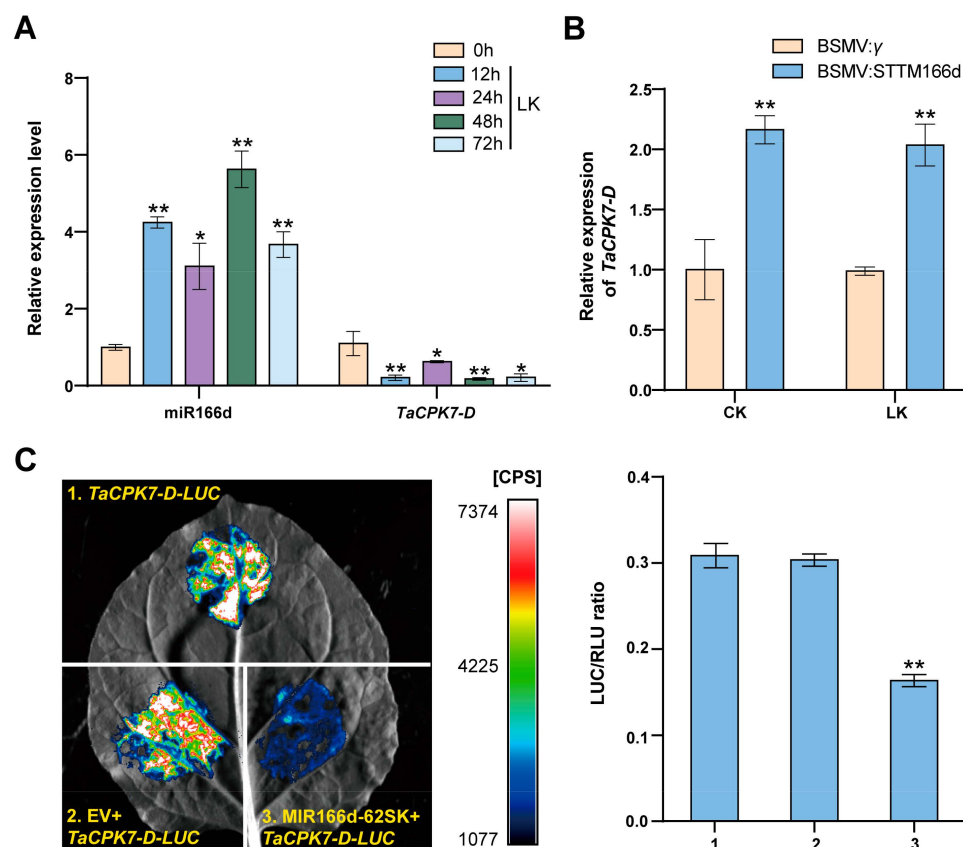 A
0h
12h
24h
48h
72h
LK
Relative expression level
8
6
4
2
0
**
*
**
**
**
*
**
*
miR166d
TaCPK7-D
B
BSMV:γ
BSMV:STTM166d
Relative expression
of TaCPK7-D
2.5
2.0
1.5
1.0
0.5
0.0
**
**
CK
LK
C
1. TaCPK7-D-LUC
2. EV+
TaCPK7-D-LUC
3. MIR166d-62SK+
TaCPK7-D-LUC
[CPS]
7374
4225
1077
LUC/RLU ratio
0.4
0.3
0.2
0.1
0.0
**
1
2
3